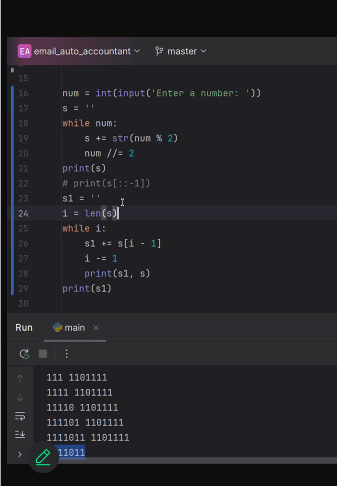 EA email_auto_accountant master
15
16 num = int(input('Enter a number: '))
17 s = ''
18 while num:
19 s += str(num % 2)
20 num //= 2
21 print(s)
22 # print(s[::-1])
23 s1 = ''
24 i = len(s)
25 while i:
26 s1 += s[i - 1]
27 i -= 1
28 print(s1, s)
29 print(s1)
30
Run main ×
111 1101111
1111 1101111
11110 1101111
111101 1101111
1111011 1101111
11011